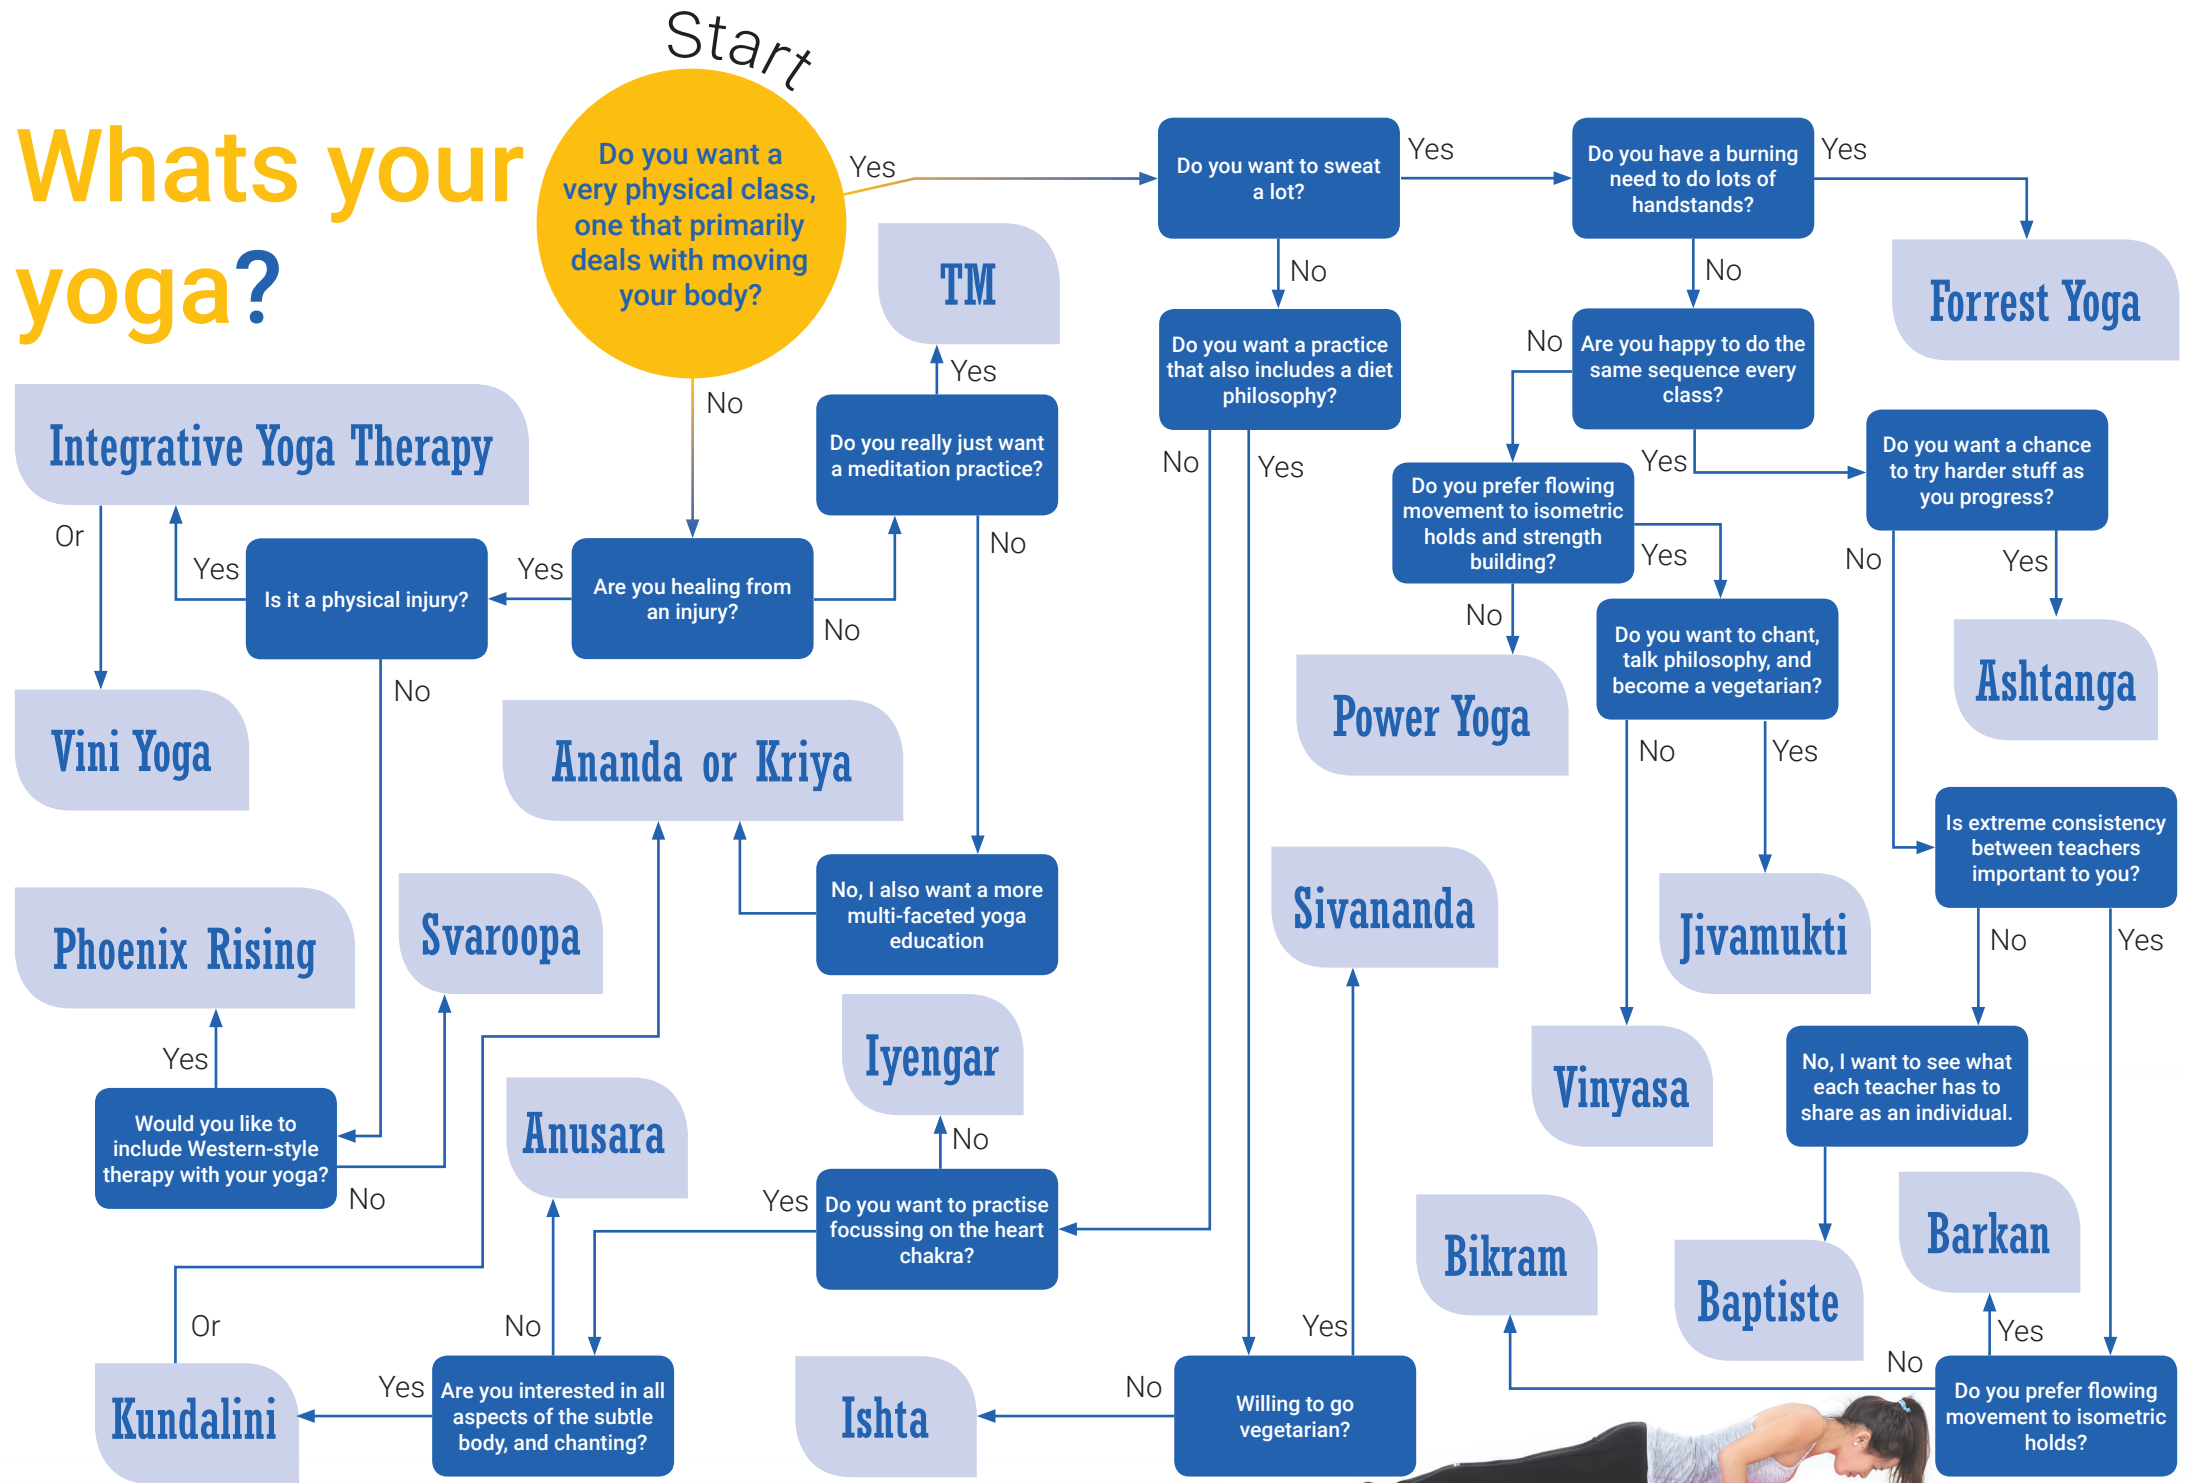 Start
Whats your
yoga?
Do you want a
very physical class,
one that primarily
deals with moving
your body?
Yes
No
Do you want to sweat
a lot?
Yes
No
Do you have a burning
need to do lots of
handstands?
Yes
No
Forrest Yoga
TM
Yes
Do you really just want
a meditation practice?
No
Do you want a practice
that also includes a diet
philosophy?
No
Yes
No
Are you happy to do the
same sequence every
class?
Yes
Do you want a chance
to try harder stuff as
you progress?
No
Yes
Integrative Yoga Therapy
Or
Yes
Is it a physical injury?
Yes
Are you healing from
an injury?
No
No
Do you prefer flowing
movement to isometric
holds and strength
building?
Yes
No
Do you want to chant,
talk philosophy, and
become a vegetarian?
No
Yes
Ashtanga
Power Yoga
Vini Yoga
Ananda or Kriya
Is extreme consistency
between teachers
important to you?
No
Yes
No, I also want a more
multi-faceted yoga
education
Sivananda
Jivamukti
Phoenix Rising
Svaroopa
Yes
Would you like to
include Western-style
therapy with your yoga?
No
Iyengar
No
Anusara
Vinyasa
No, I want to see what
each teacher has to
share as an individual.
Yes
Do you want to practise
focussing on the heart
chakra?
Bikram
Baptiste
Barkan
Yes
No
Or
No
Yes
Kundalini
Yes
Are you interested in all
aspects of the subtle
body, and chanting?
Ishta
No
Willing to go
vegetarian?
Do you prefer flowing
movement to isometric
holds?